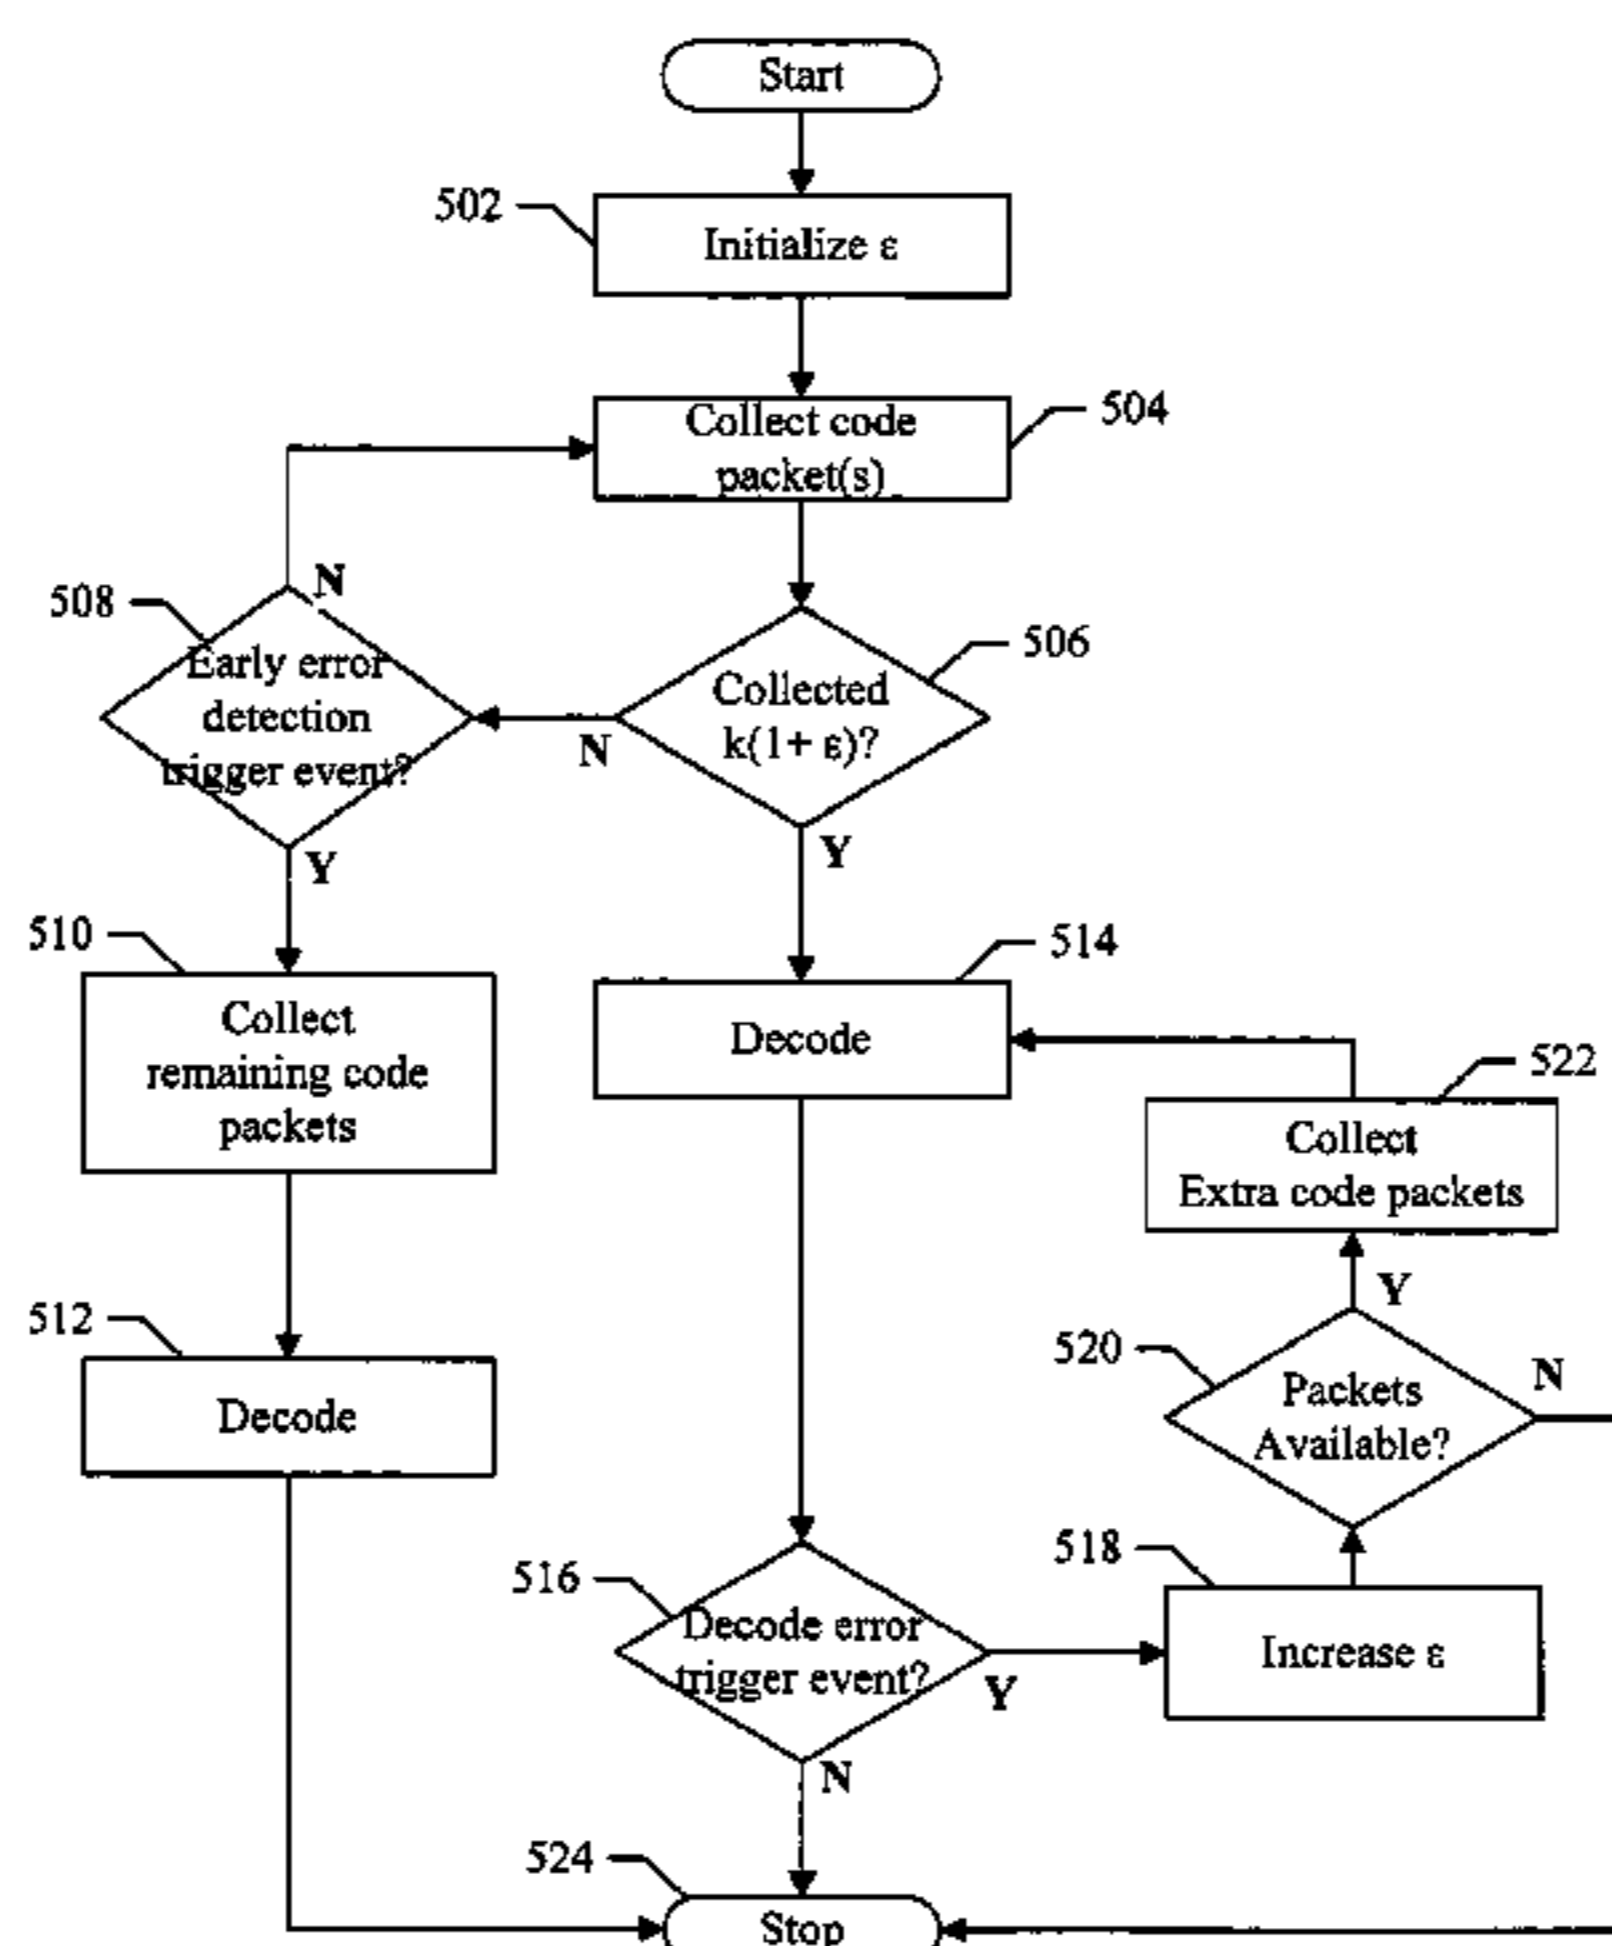 Start
502
Initialize ε
Collect code
packet(s)
504
508
N
Early error
detection
trigger event?
506
Collected
k(1+ ε)?
N
Y
Y
510
Collect
remaining code
packets
514
Decode
522
Collect
Extra code packets
Y
512
Decode
520
Packets
Available?
N
516
Decode error
trigger event?
Y
518
Increase ε
N
524
Stop